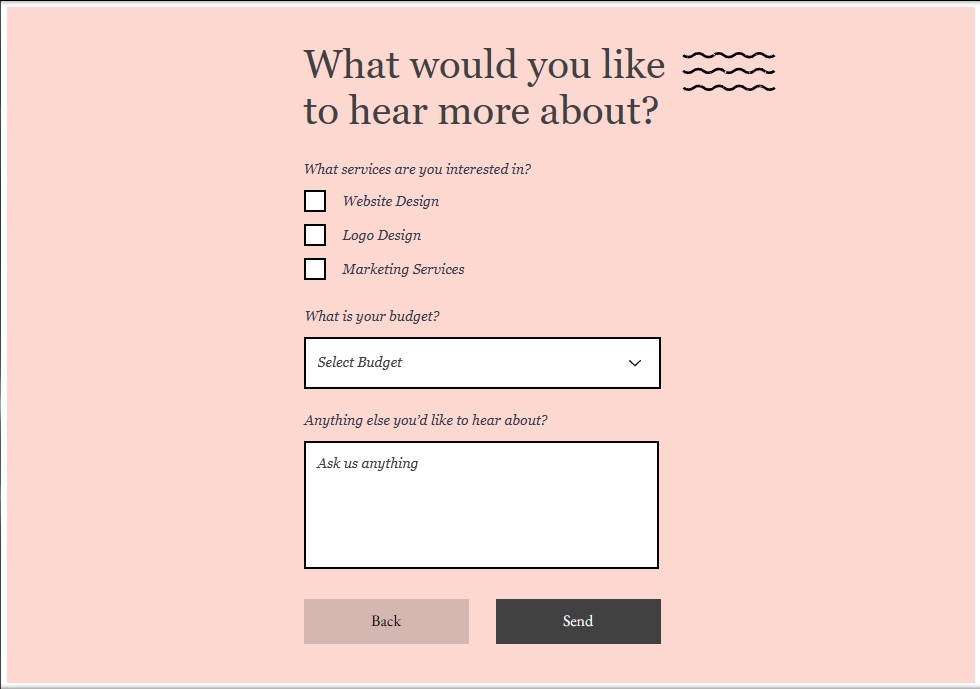 What would you like
to hear more about?
What services are you interested in?
Website Design
Logo Design
Marketing Services
What is your budget?
Select Budget
Anything else you’d like to hear about?
Ask us anything
Back
Send